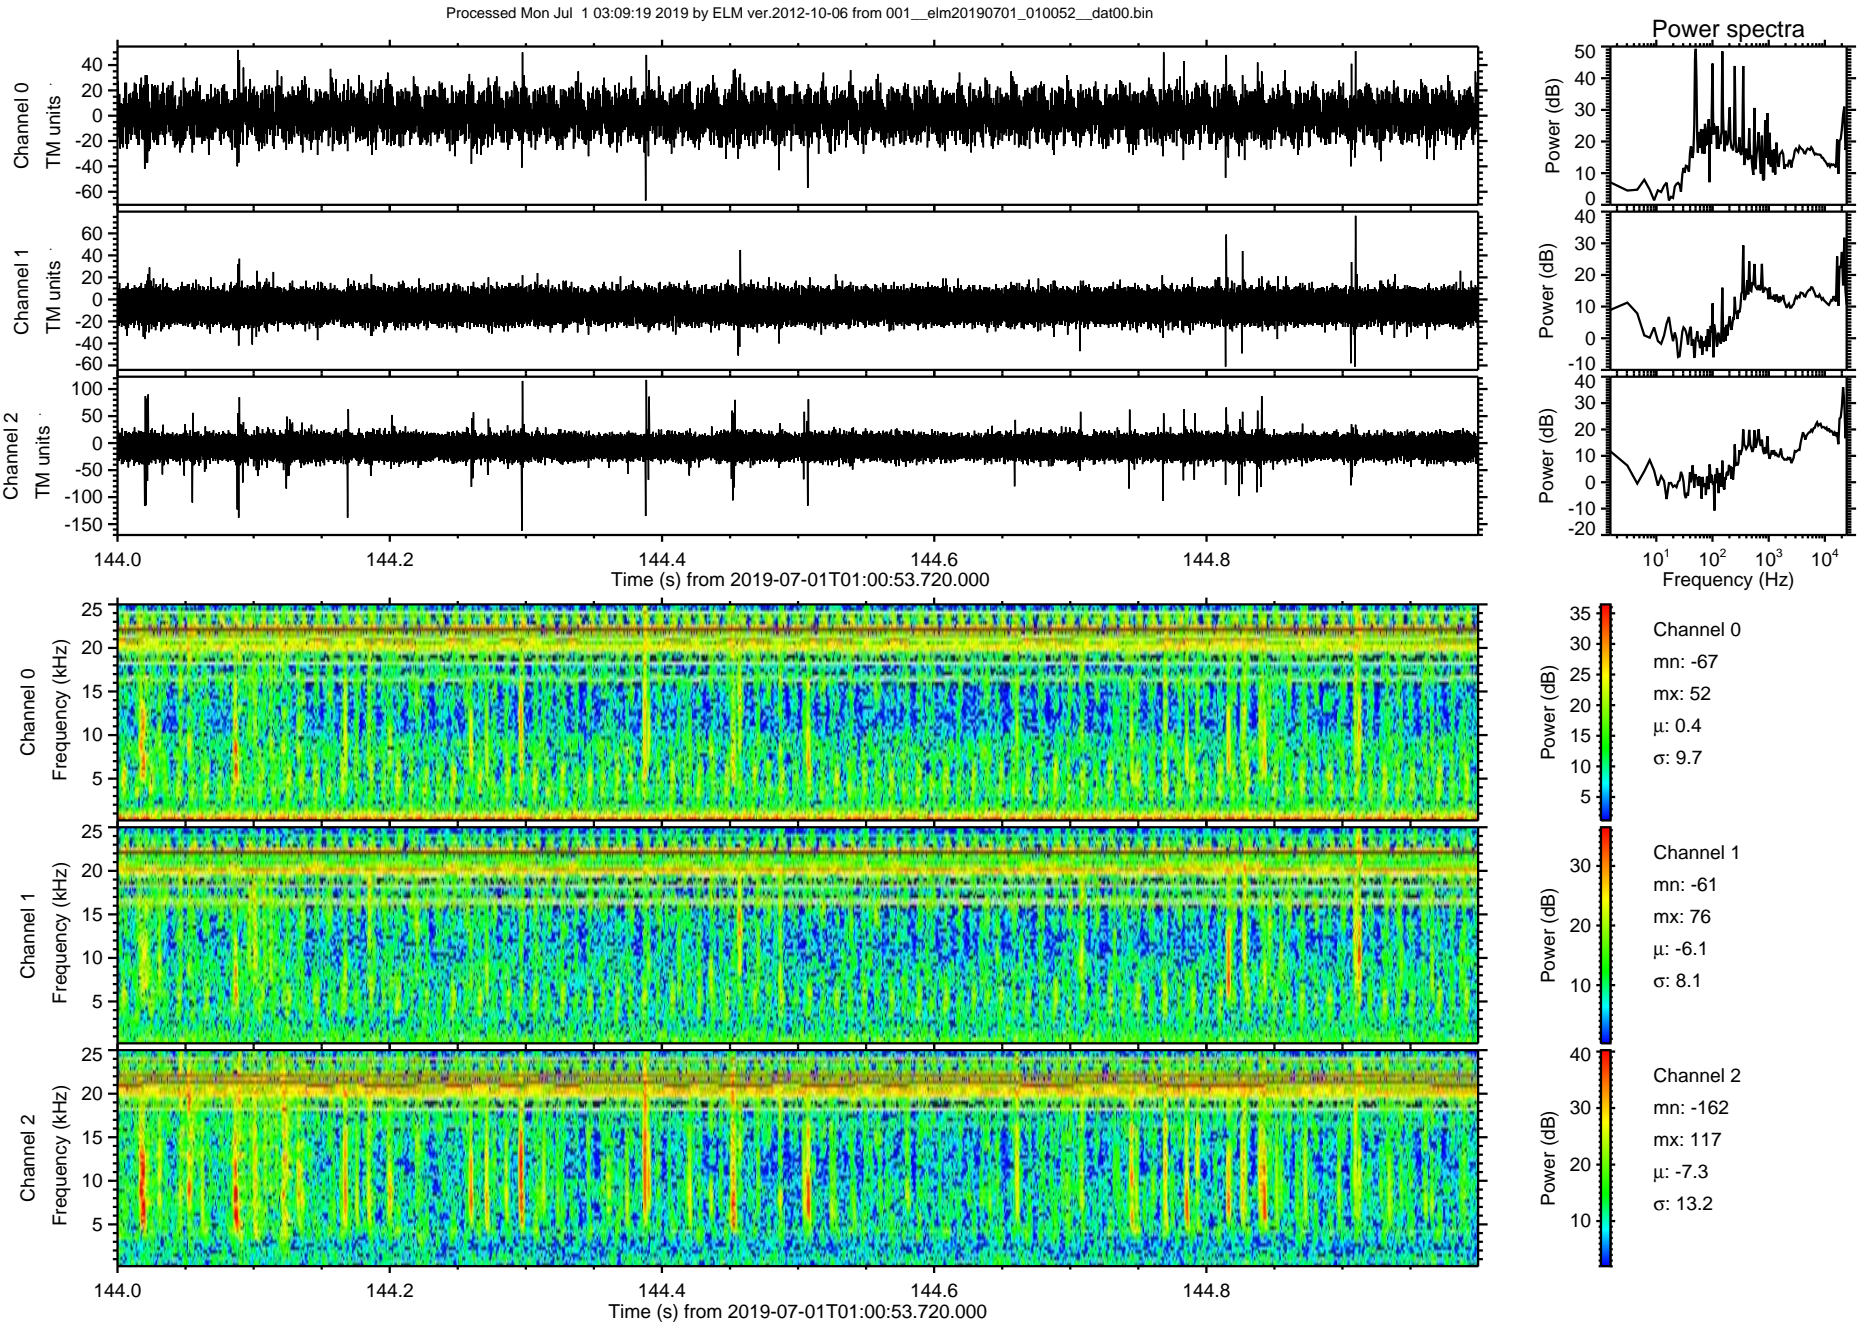 Processed Mon Jul  1 03:09:19 2019 by ELM ver.2012-10-06 from 001__elm20190701_010052__dat00.bin
Power spectra
Channel 0
TM units
40
20
0
-20
-40
-60
Power (dB)
50
40
30
20
10
0
Channel 1
TM units
60
40
20
0
-20
-40
-60
Power (dB)
40
30
20
10
0
-10
Channel 2
TM units
100
50
0
-50
-100
-150
Power (dB)
40
30
20
10
0
-10
-20
144.0 144.2 144.4 144.6 144.8
Time (s) from 2019-07-01T01:00:53.720.000
10^1 10^2 10^3 10^4
Frequency (Hz)
Channel 0
Frequency (kHz)
25
20
15
10
5
Power (dB)
35
30
25
20
15
10
5
Channel 0
mn: -67
mx: 52
μ: 0.4
σ: 9.7
Channel 1
Frequency (kHz)
25
20
15
10
5
Power (dB)
30
20
10
Channel 1
mn: -61
mx: 76
μ: -6.1
σ: 8.1
Channel 2
Frequency (kHz)
25
20
15
10
5
Power (dB)
40
30
20
10
Channel 2
mn: -162
mx: 117
μ: -7.3
σ: 13.2
144.0 144.2 144.4 144.6 144.8
Time (s) from 2019-07-01T01:00:53.720.000